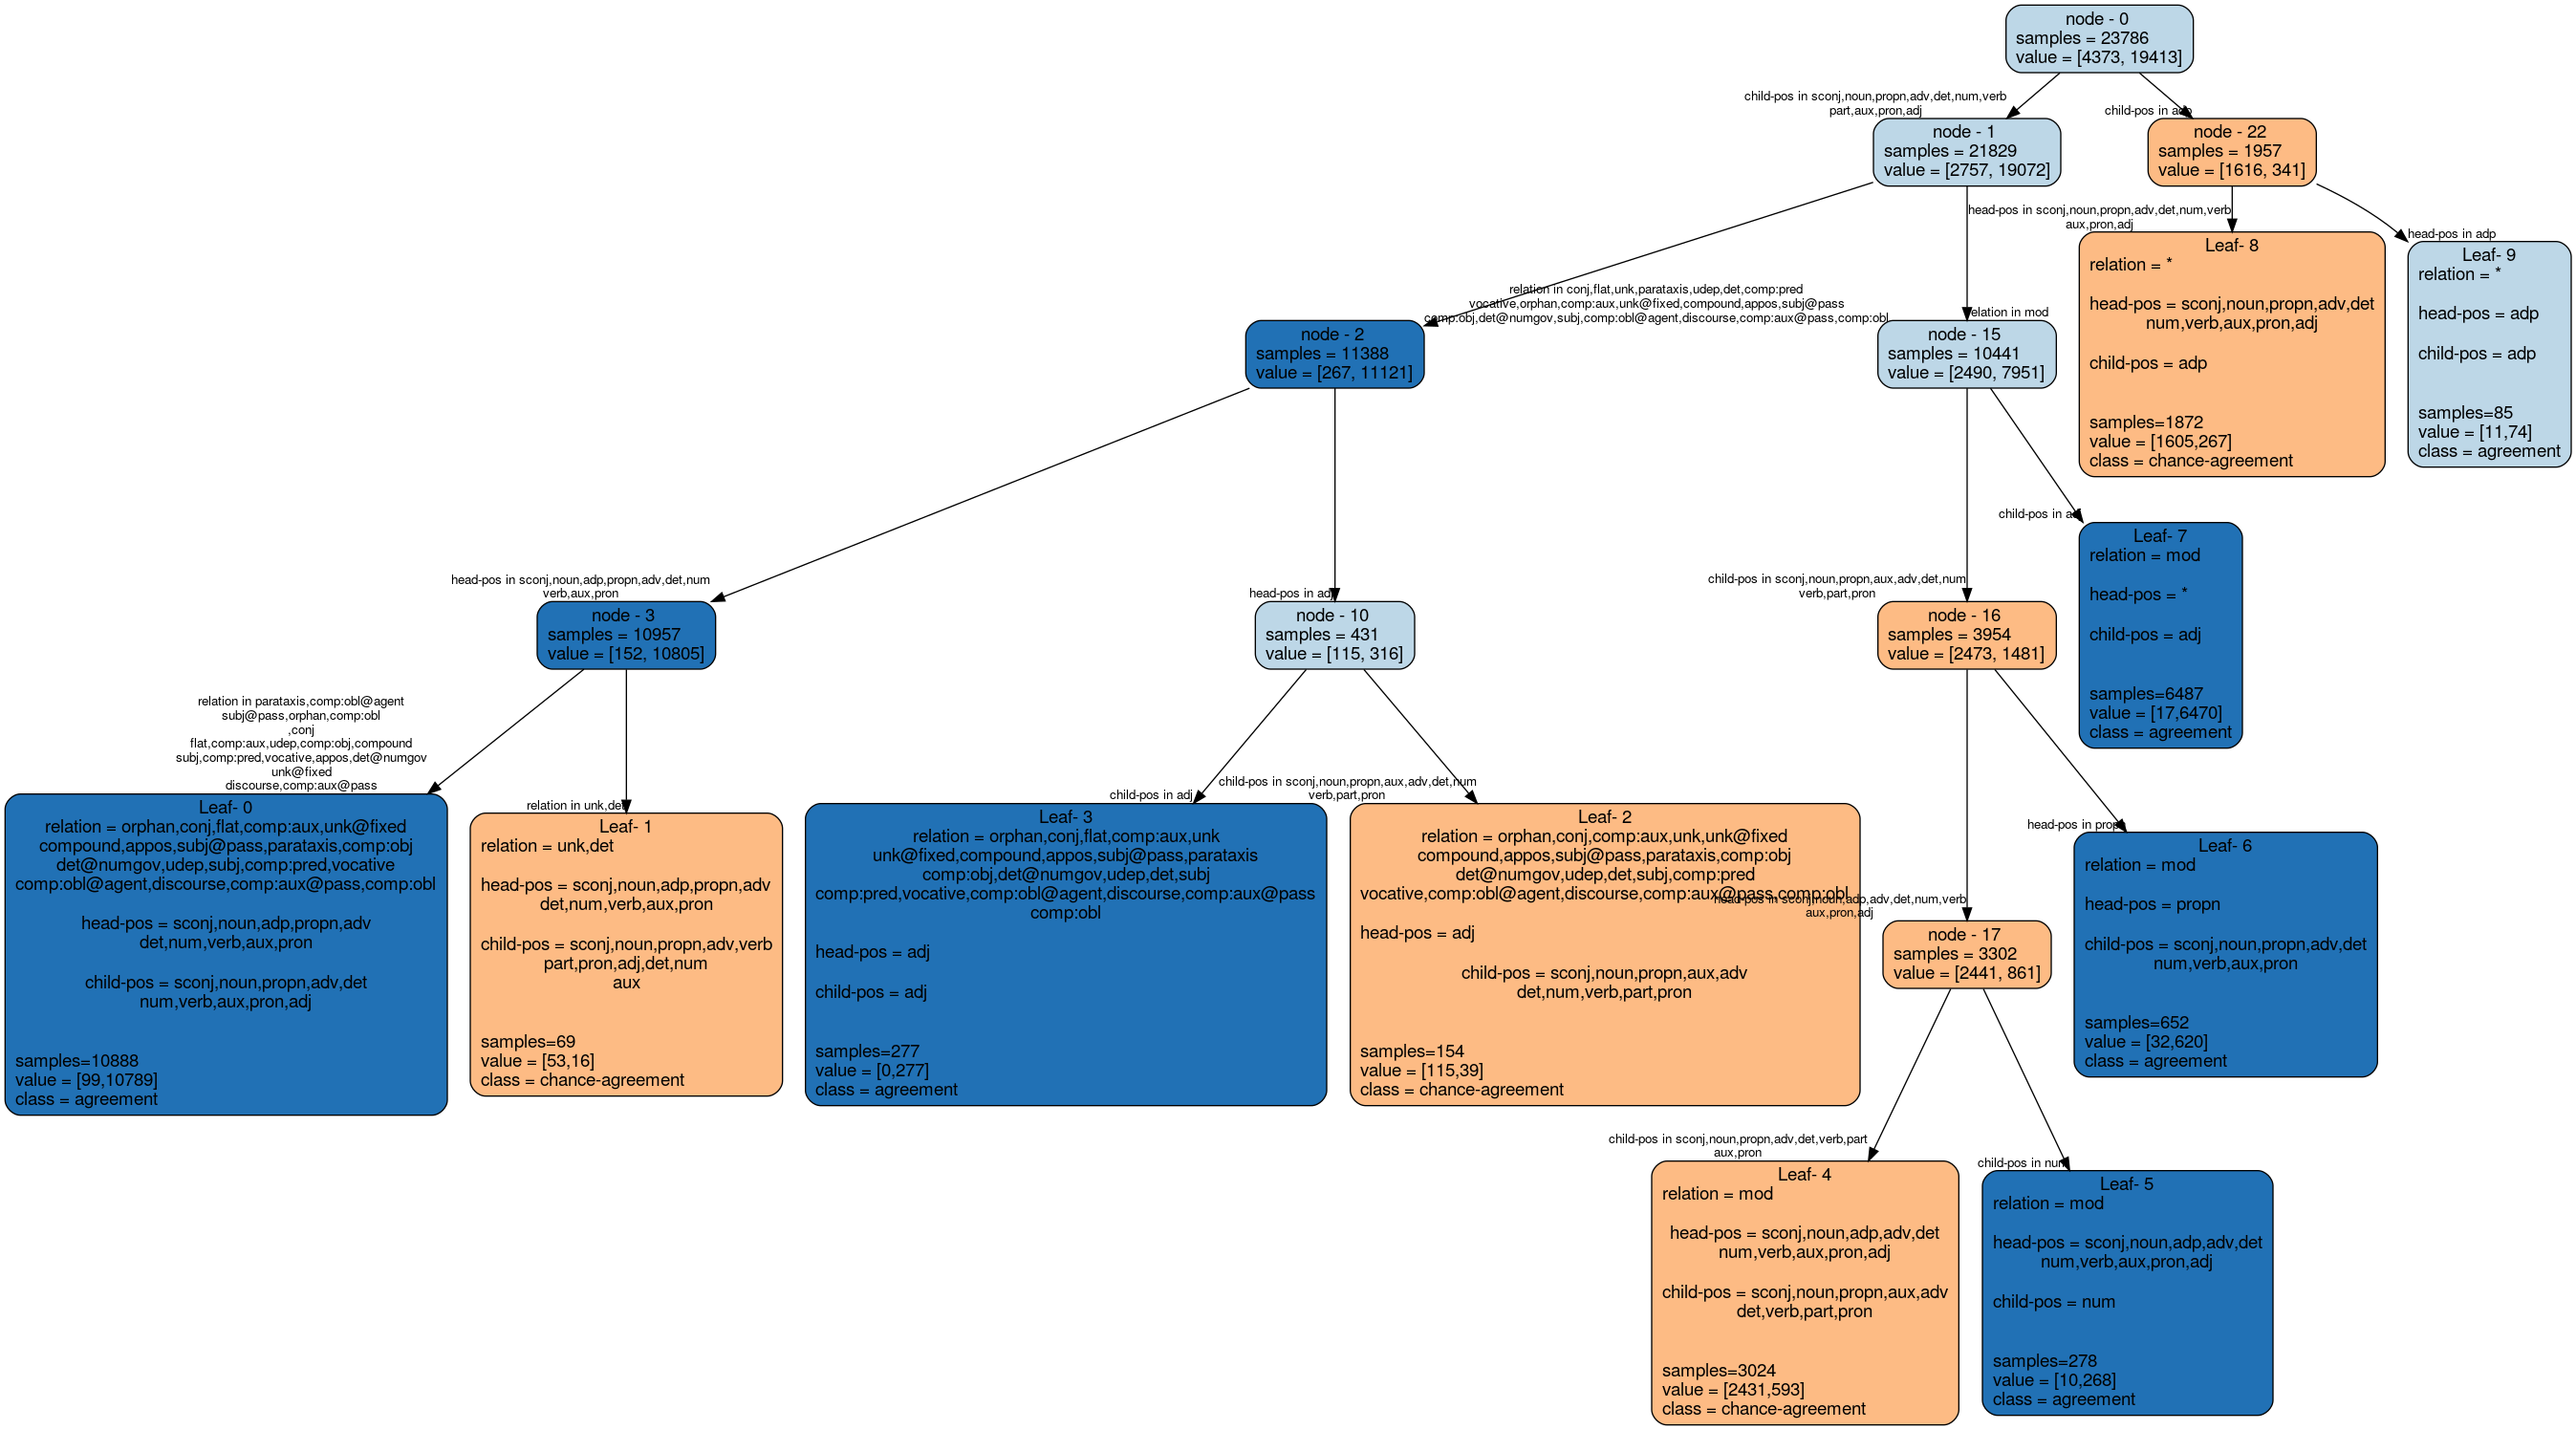 node - 0
samples = 23786
value = [4373, 19413]
child-pos in sconj,noun,propn,adv,det,num,verb
part,aux,pron,adj
child-pos in adp
node - 1
samples = 21829
value = [2757, 19072]
node - 22
samples = 1957
value = [1616, 341]
head-pos in sconj,noun,propn,adv,det,num,verb
aux,pron,adj
head-pos in adp
Leaf- 8
relation = *
head-pos = sconj,noun,propn,adv,det
num,verb,aux,pron,adj
child-pos = adp
samples=1872
value = [1605,267]
class = chance-agreement
Leaf- 9
relation = *
head-pos = adp
child-pos = adp
samples=85
value = [11,74]
class = agreement
relation in conj,flat,unk,parataxis,udep,det,comp:pred
vocative,orphan,comp:aux,unk@fixed,compound,appos,subj@pass
comp:obj,det@numgov,subj,comp:obl@agent,discourse,comp:aux@pass,comp:obl
relation in mod
node - 2
samples = 11388
value = [267, 11121]
node - 15
samples = 10441
value = [2490, 7951]
child-pos in adj
Leaf- 7
relation = mod
head-pos = *
child-pos = adj
samples=6487
value = [17,6470]
class = agreement
head-pos in sconj,noun,adp,propn,adv,det,num
verb,aux,pron
head-pos in adj
child-pos in sconj,noun,propn,aux,adv,det,num
verb,part,pron
node - 3
samples = 10957
value = [152, 10805]
node - 10
samples = 431
value = [115, 316]
node - 16
samples = 3954
value = [2473, 1481]
relation in parataxis,comp:obl@agent
subj@pass,orphan,comp:obl
,conj
flat,comp:aux,udep,comp:obj,compound
subj,comp:pred,vocative,appos,det@numgov
unk@fixed
discourse,comp:aux@pass
relation in unk,det
child-pos in adj
child-pos in sconj,noun,propn,aux,adv,det,num
verb,part,pron
head-pos in propn
Leaf- 0
relation = orphan,conj,flat,comp:aux,unk@fixed
compound,appos,subj@pass,parataxis,comp:obj
det@numgov,udep,subj,comp:pred,vocative
comp:obl@agent,discourse,comp:aux@pass,comp:obl
head-pos = sconj,noun,adp,propn,adv
det,num,verb,aux,pron
child-pos = sconj,noun,propn,adv,det
num,verb,aux,pron,adj
samples=10888
value = [99,10789]
class = agreement
Leaf- 1
relation = unk,det
head-pos = sconj,noun,adp,propn,adv
det,num,verb,aux,pron
child-pos = sconj,noun,propn,adv,verb
part,pron,adj,det,num
aux
samples=69
value = [53,16]
class = chance-agreement
Leaf- 3
relation = orphan,conj,flat,comp:aux,unk
unk@fixed,compound,appos,subj@pass,parataxis
comp:obj,det@numgov,udep,det,subj
comp:pred,vocative,comp:obl@agent,discourse,comp:aux@pass
comp:obl
head-pos = adj
child-pos = adj
samples=277
value = [0,277]
class = agreement
Leaf- 2
relation = orphan,conj,comp:aux,unk,unk@fixed
compound,appos,subj@pass,parataxis,comp:obj
det@numgov,udep,det,subj,comp:pred
vocative,comp:obl@agent,discourse,comp:aux@pass,comp:obl
head-pos = adj
child-pos = sconj,noun,propn,aux,adv
det,num,verb,part,pron
samples=154
value = [115,39]
class = chance-agreement
head-pos in sconj,noun,adp,adv,det,num,verb
aux,pron,adj
node - 17
samples = 3302
value = [2441, 861]
Leaf- 6
relation = mod
head-pos = propn
child-pos = sconj,noun,propn,adv,det
num,verb,aux,pron
samples=652
value = [32,620]
class = agreement
child-pos in sconj,noun,propn,adv,det,verb,part
aux,pron
child-pos in num
Leaf- 4
relation = mod
head-pos = sconj,noun,adp,adv,det
num,verb,aux,pron,adj
child-pos = sconj,noun,propn,aux,adv
det,verb,part,pron
samples=3024
value = [2431,593]
class = chance-agreement
Leaf- 5
relation = mod
head-pos = sconj,noun,adp,adv,det
num,verb,aux,pron,adj
child-pos = num
samples=278
value = [10,268]
class = agreement